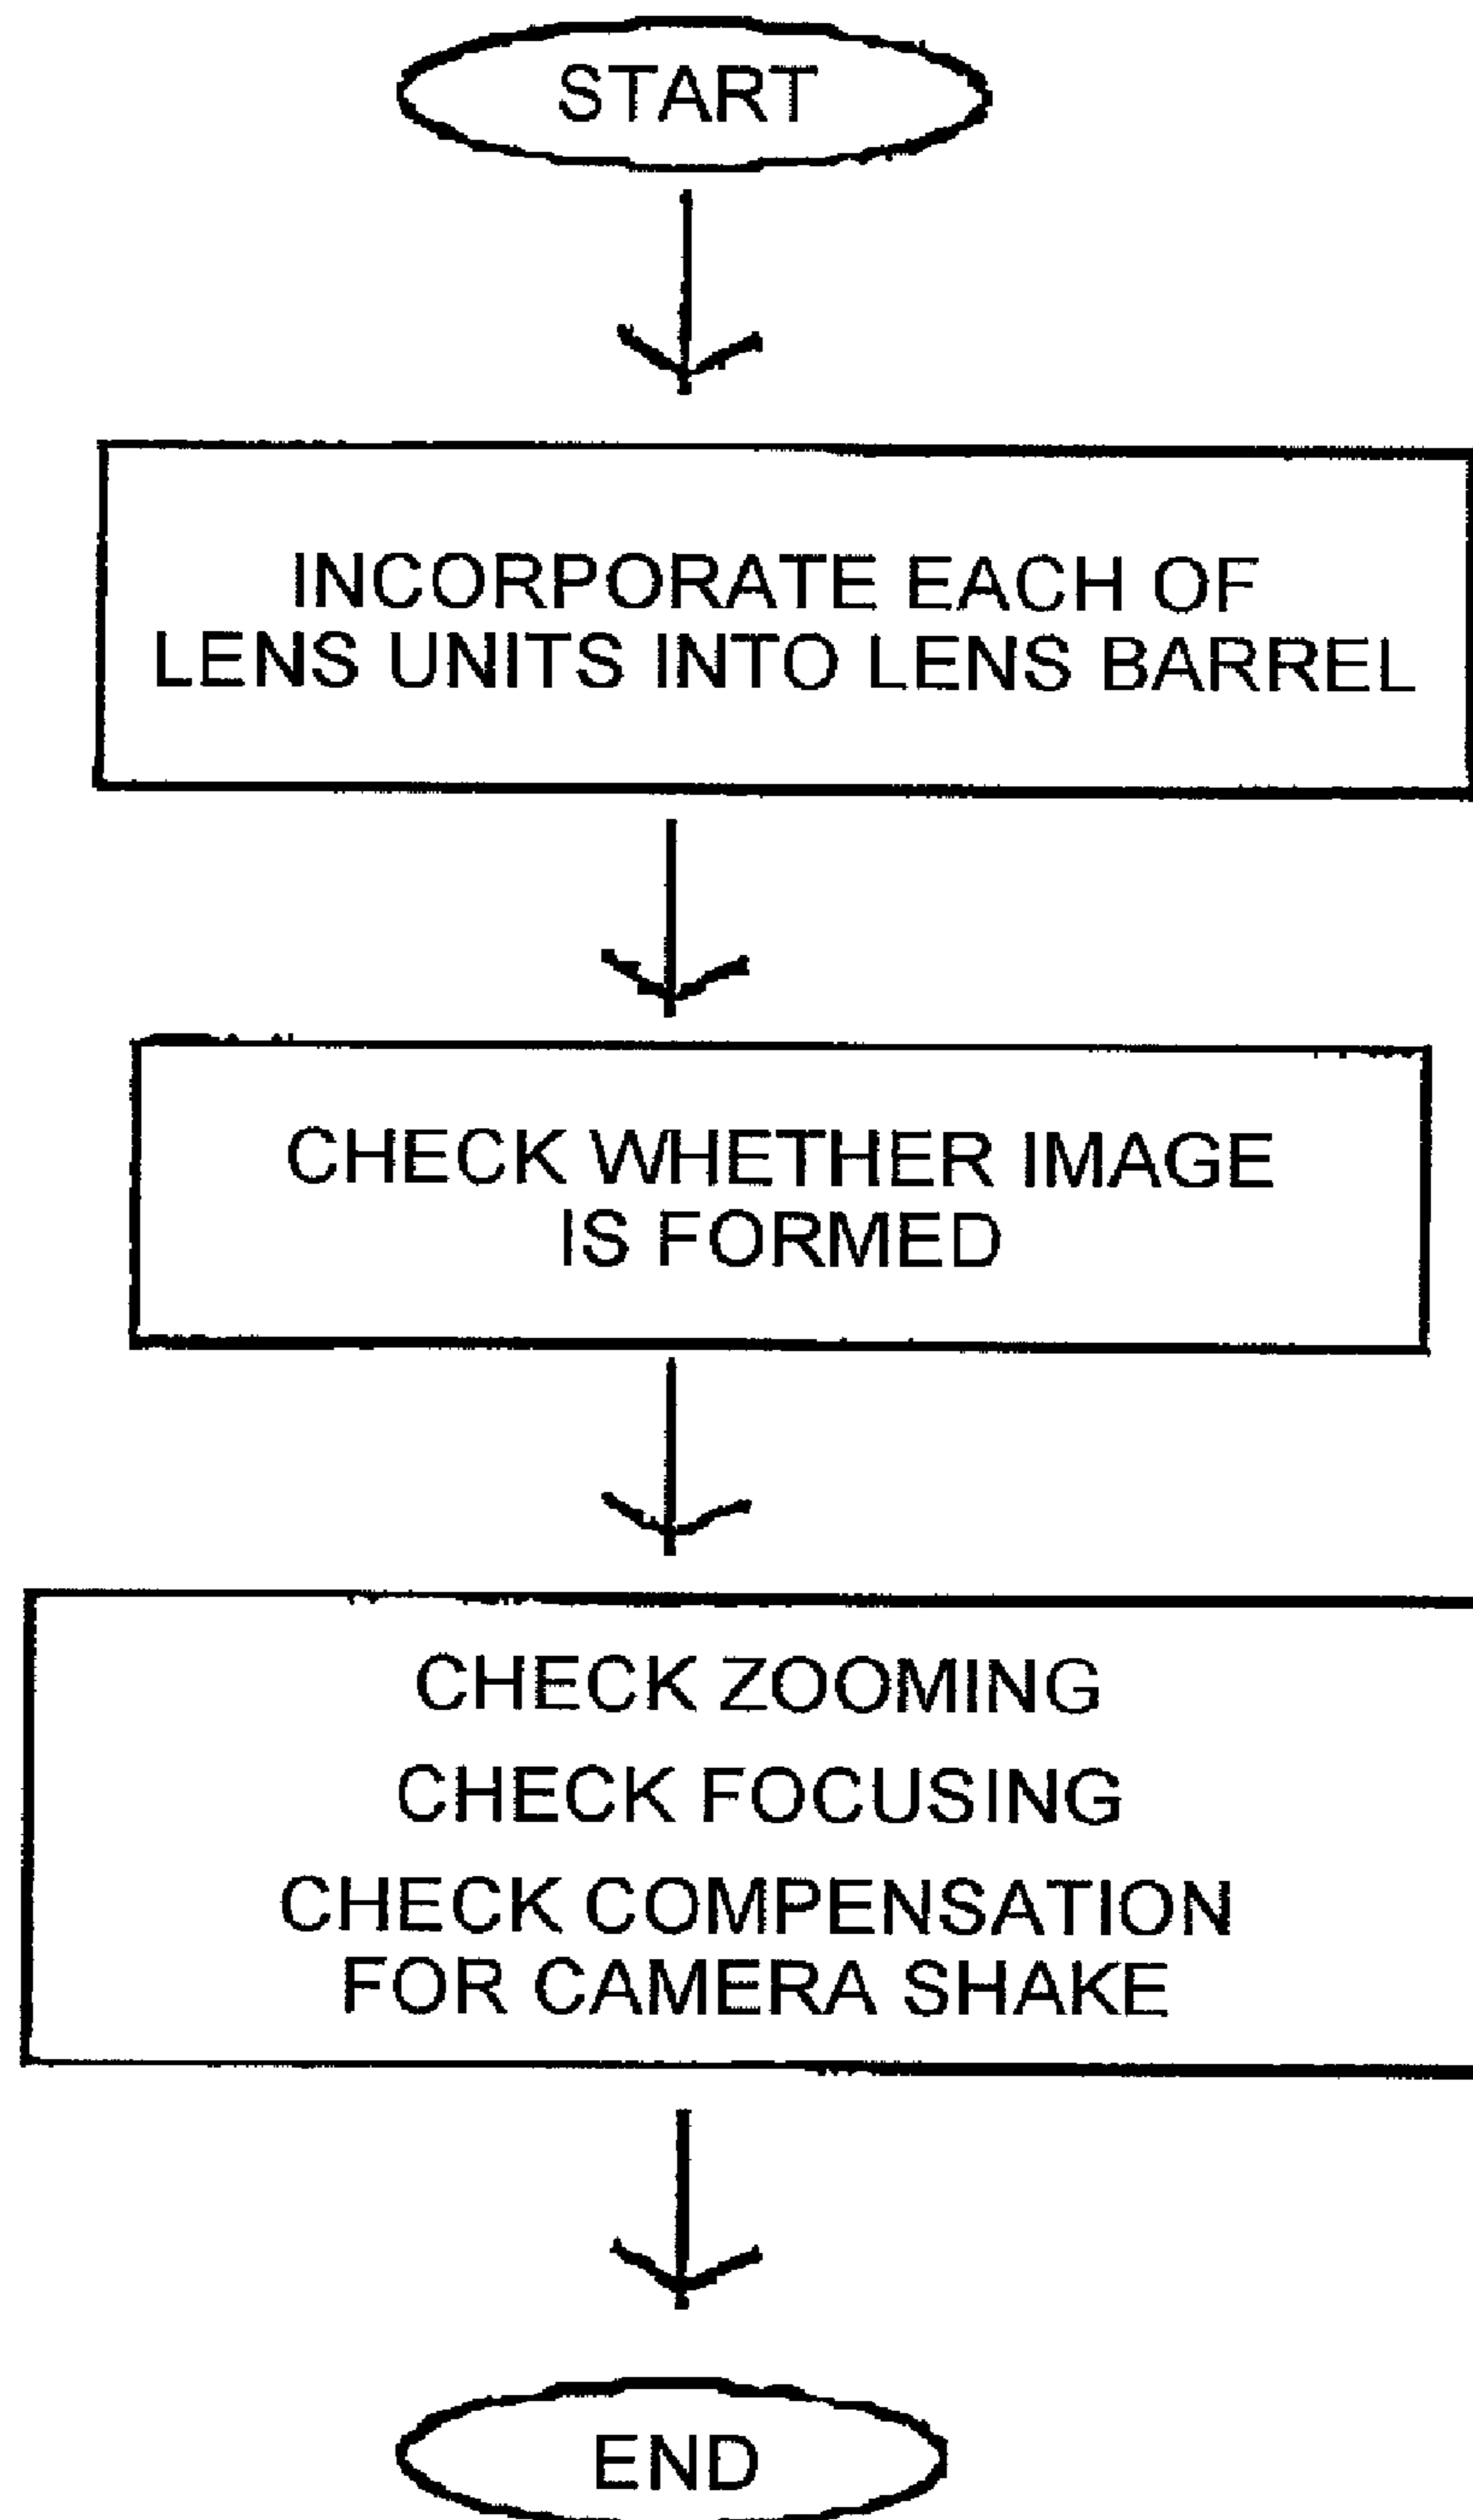 START
INCORPORATE EACH OF
LENS UNITS INTO LENS BARREL
CHECK WHETHER IMAGE
IS FORMED
CHECK ZOOMING
CHECK FOCUSING
CHECK COMPENSATION
FOR CAMERA SHAKE
END